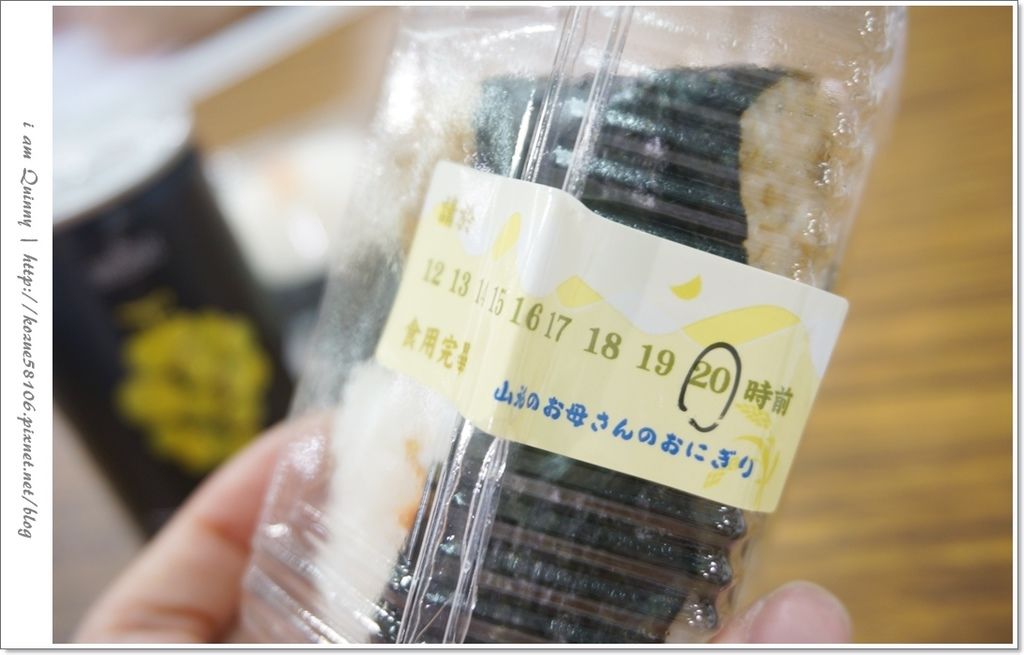 請於
12 13 14 15 16 17 18 19 20 時前
食用完畢
山形のお母さんのおにぎり
i am Quinny | http://kozue58106.pixnet.net/blog